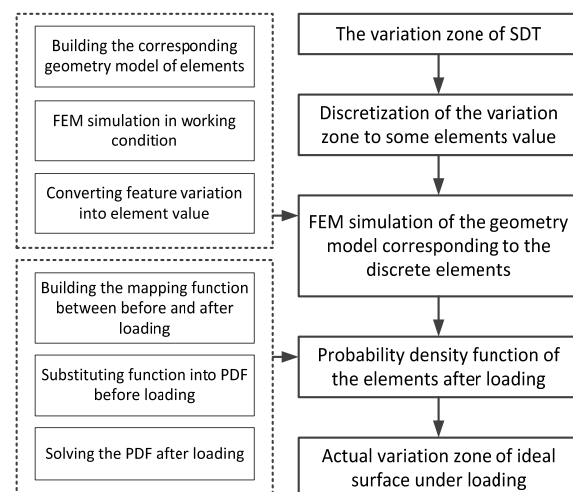 Building the corresponding
geometry model of elements
FEM simulation in working
condition
Converting feature variation
into element value
Building the mapping function
between before and after
loading
Substituting function into PDF
before loading
Solving the PDF after loading
The variation zone of SDT
Discretization of the variation
zone to some elements value
FEM simulation of the geometry
model corresponding to the
discrete elements
Probability density function of
the elements after loading
Actual variation zone of ideal
surface under loading